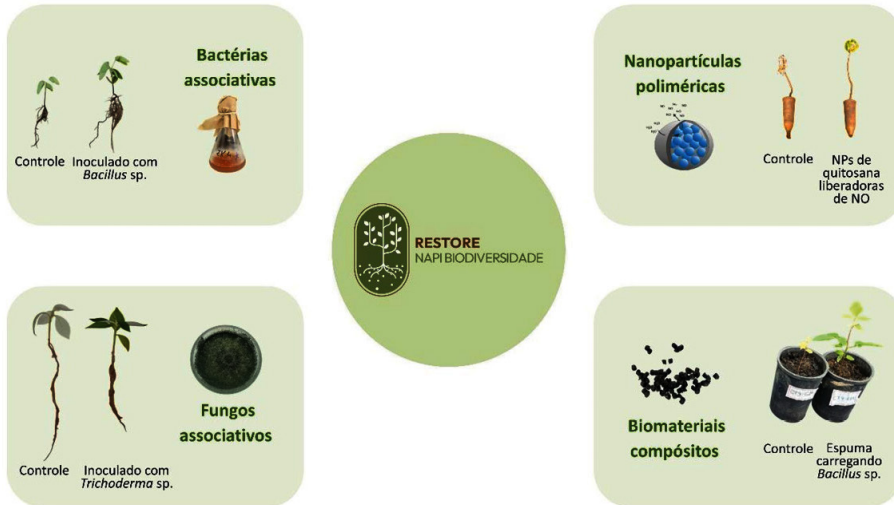 Bactérias
associativas
Controle
Inoculado com
Bacillus sp.
Nanopartículas
poliméricas
Controle
NPs de
quitosana
liberadoras
de NO
RESTORE
NAPI BIODIVERSIDADE
Fungos
associativos
Controle
Inoculado com
Trichoderma sp.
Biomateriais
compósitos
Controle
Espuma
carregando
Bacillus sp.